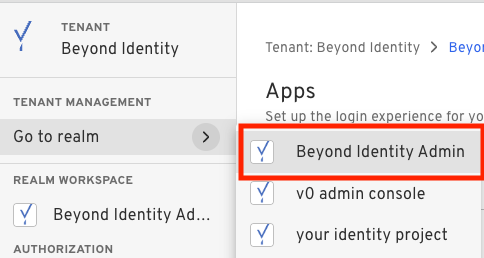 TENANT
Beyond Identity
TENANT MANAGEMENT
Go to realm
REALM WORKSPACE
Beyond Identity Ad...
AUTHORIZATION
Tenant: Beyond Identity > Beyo
Apps
Set up the login experience for yo
Beyond Identity Admin
v0 admin console
your identity project